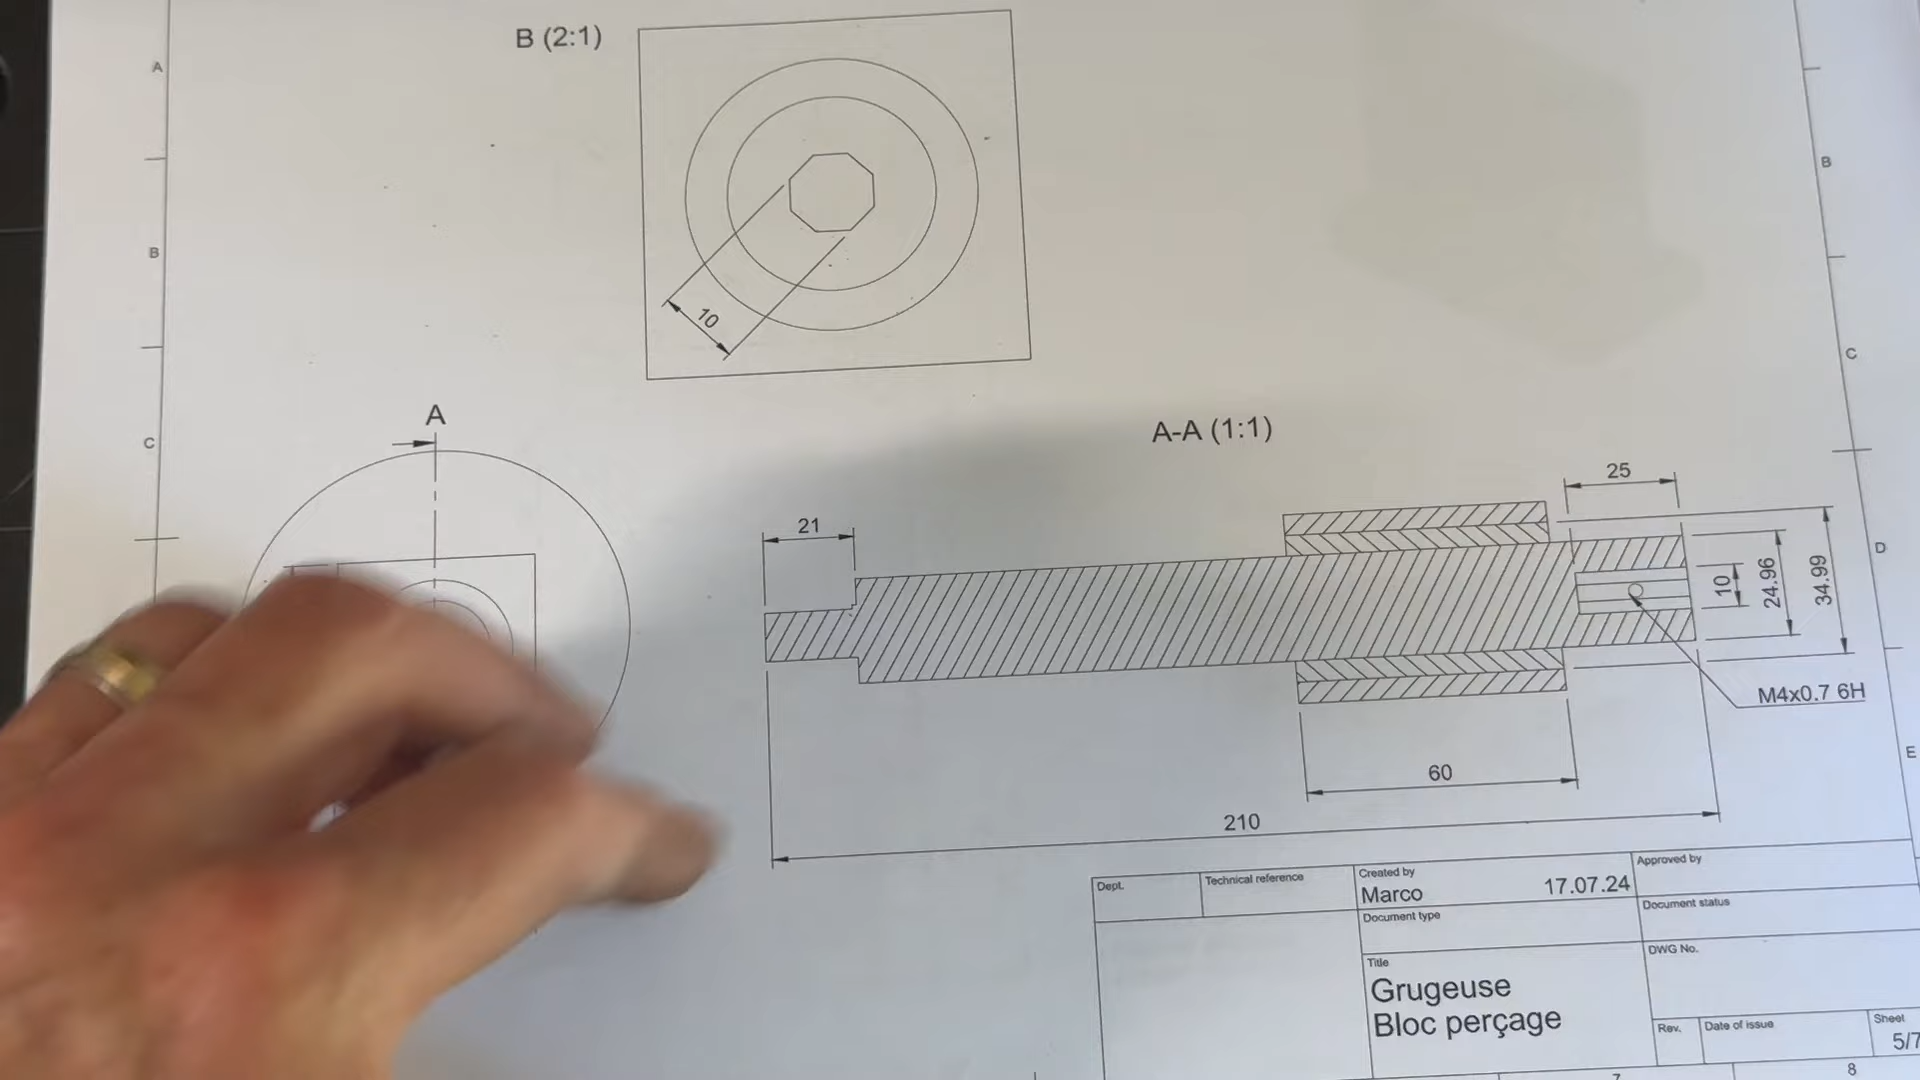 B (2:1)
A
B
B
10
C
A
C
A-A (1:1)
25
21
D
10
24.96
34.99
M4x0.7 6H
E
60
210
Dept.
Technical reference
Created by
Marco
17.07.24
Approved by
Document type
Document status
Title
Grugeuse
Bloc perçage
DWG No.
Rev.
Date of issue
Sheet
5/7
7
8